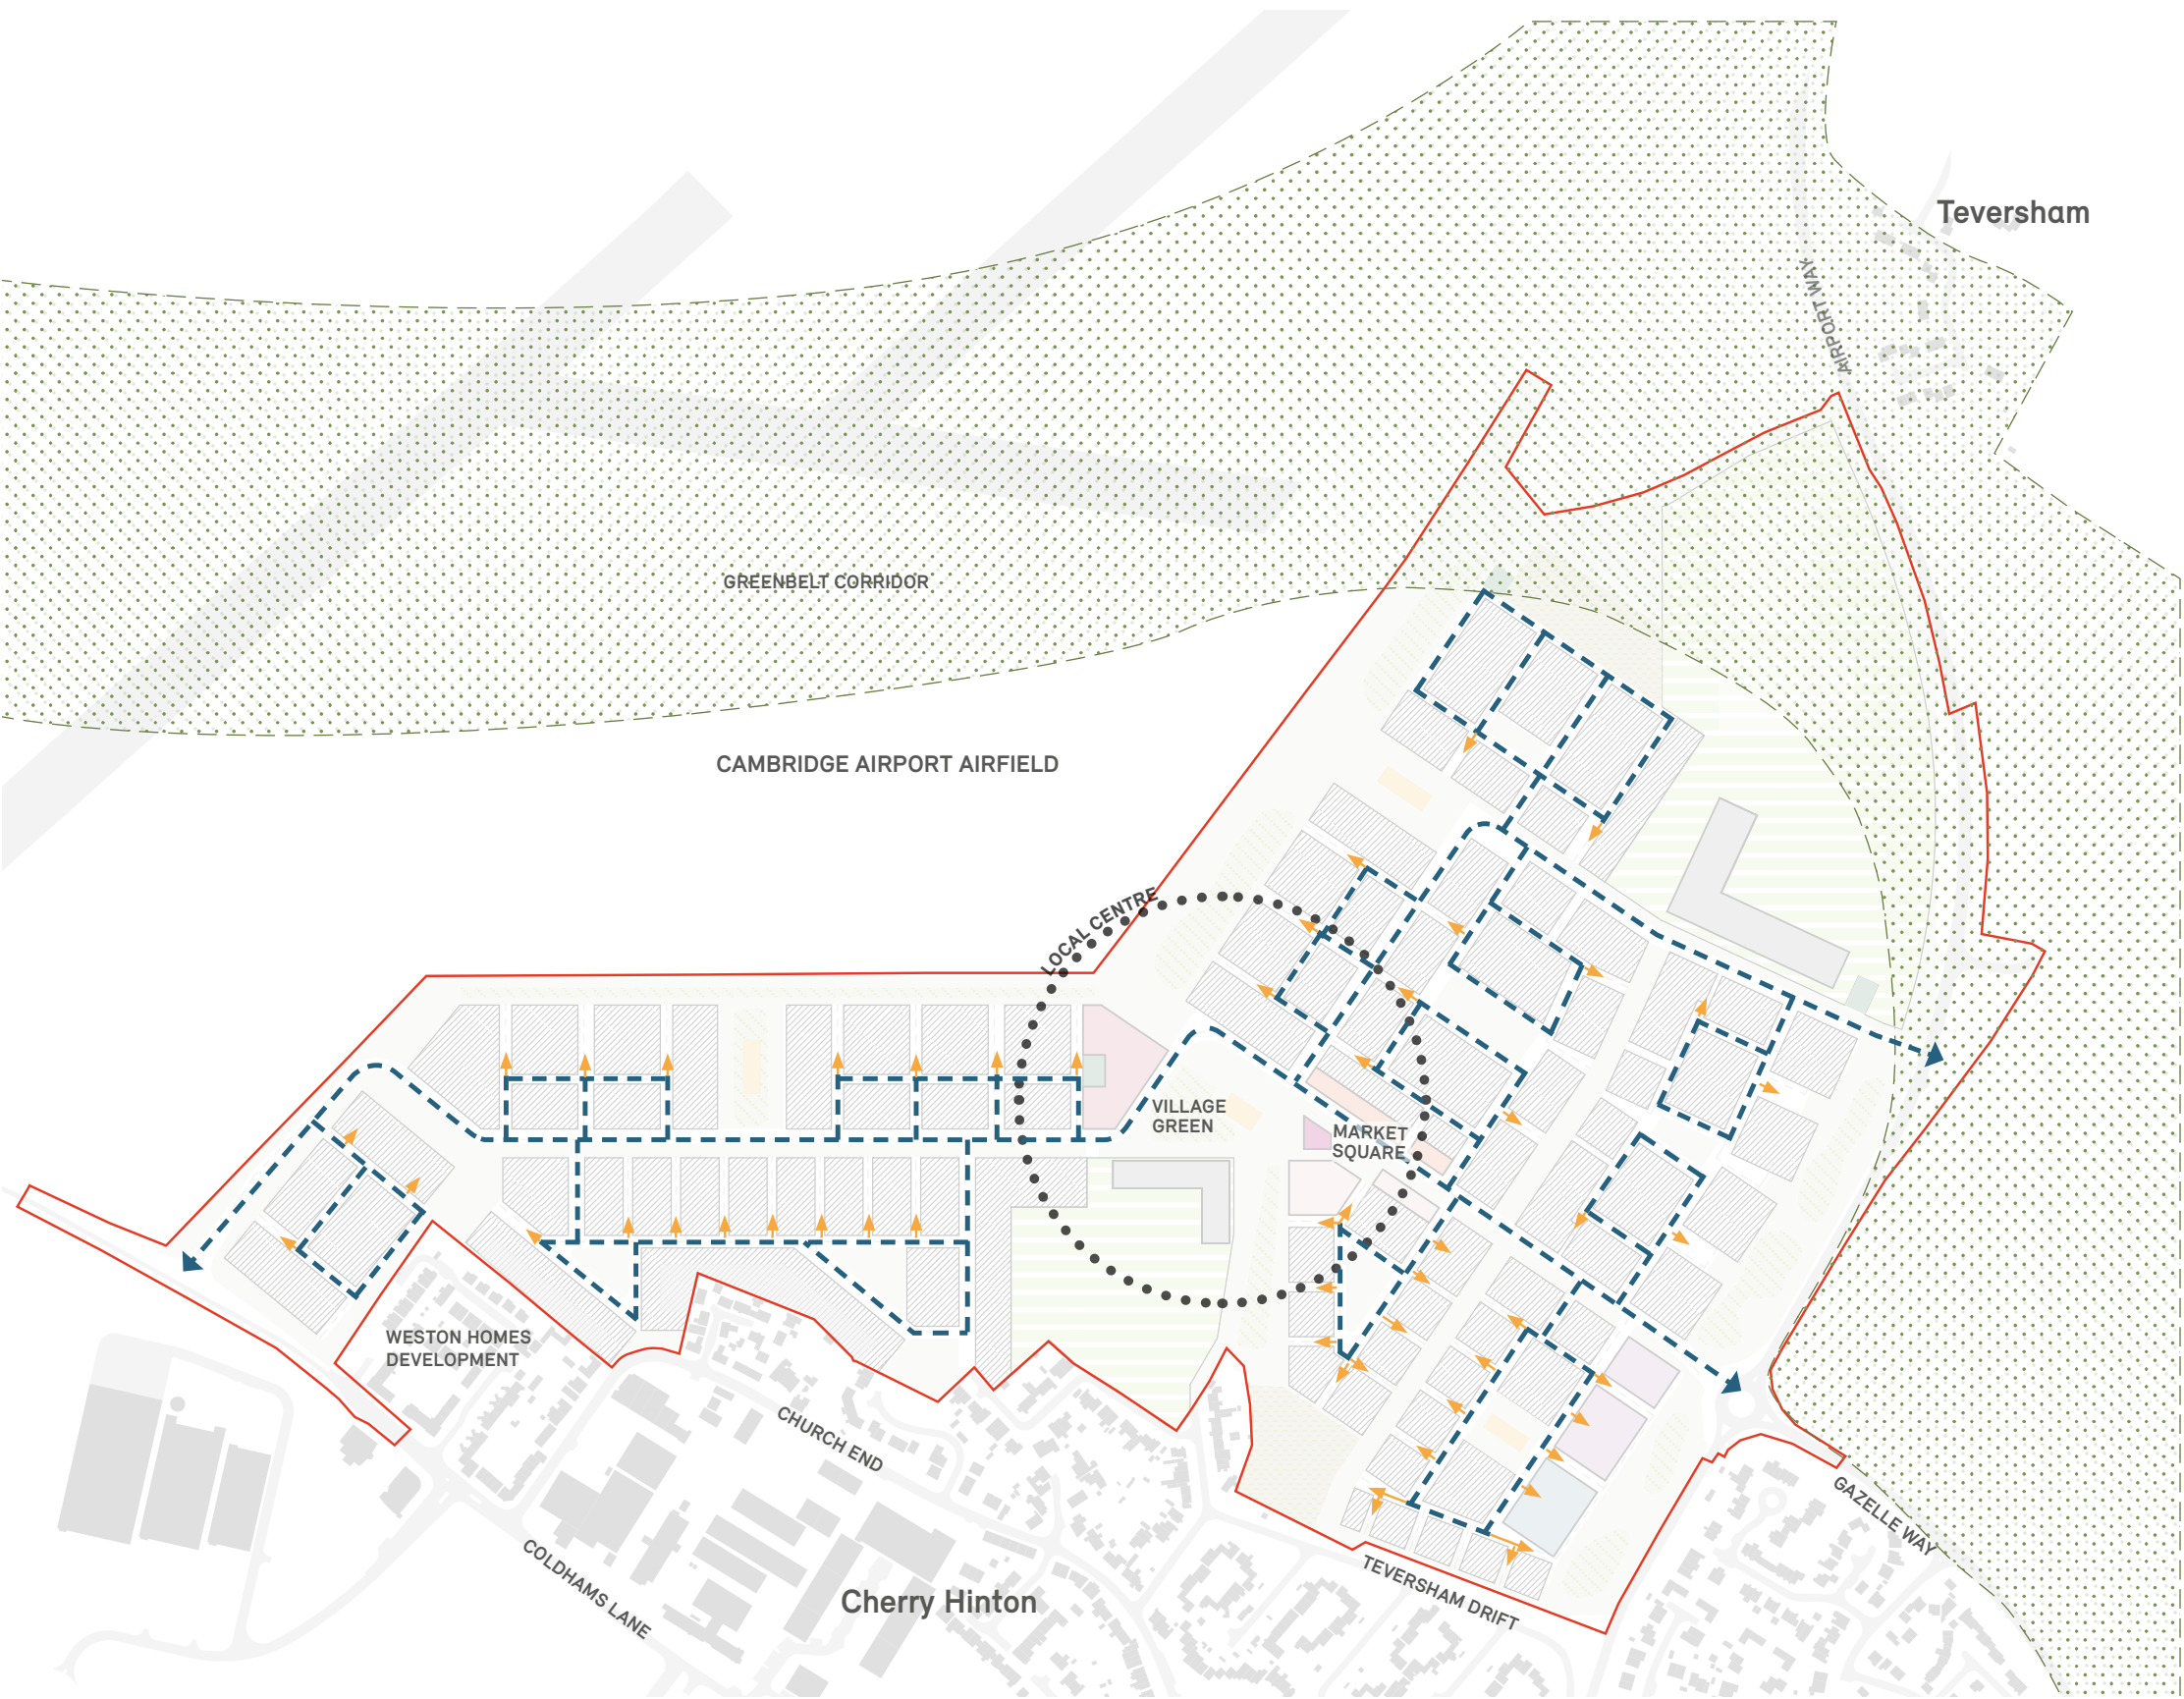 Teversham
AIRPORT WAY
GREENBELT CORRIDOR
CAMBRIDGE AIRPORT AIRFIELD
LOCAL CENTRE
VILLAGE
GREEN
MARKET
SQUARE
WESTON HOMES
DEVELOPMENT
CHURCH END
COLDHAMS LANE
Cherry Hinton
TEVERSHAM DRIFT
GAZELLE WAY